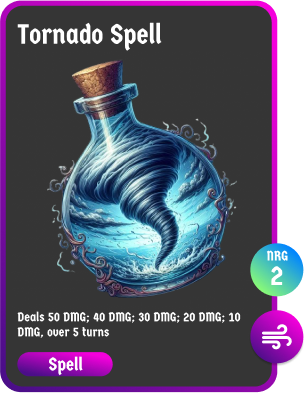 Tornado Spell
NRG
2
Deals 50 DMG; 40 DMG; 30 DMG; 20 DMG; 10
DMG, over 5 turns
Spell